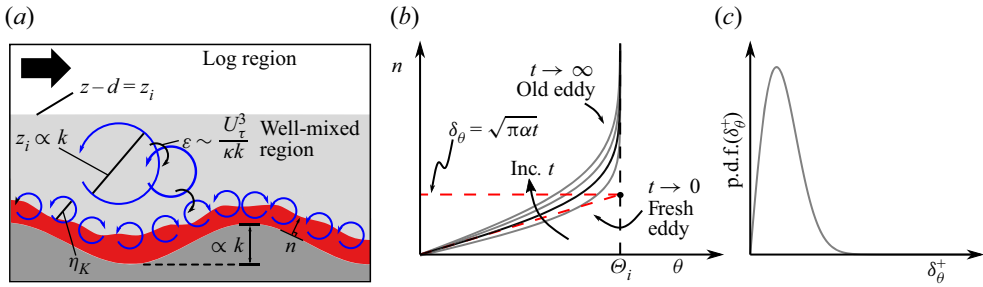 (a)
Log region
z – d = z_i
z_i ∝ k
ε ~ U_τ^3 / κk
Well-mixed
region
∝ k
n
η_K
(b)
n
t → ∞
Old eddy
δ_θ = √παt
Inc. t
t → 0
Fresh
eddy
Θ_i
θ
(c)
p.d.f.(δ_θ^+)
δ_θ^+